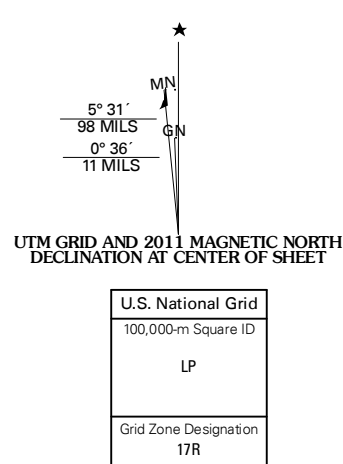 MN
5° 31´
98 MILS
GN
0° 36´
11 MILS
UTM GRID AND 2011 MAGNETIC NORTH
DECLINATION AT CENTER OF SHEET
U.S. National Grid
100,000-m Square ID
LP
Grid Zone Designation
17R